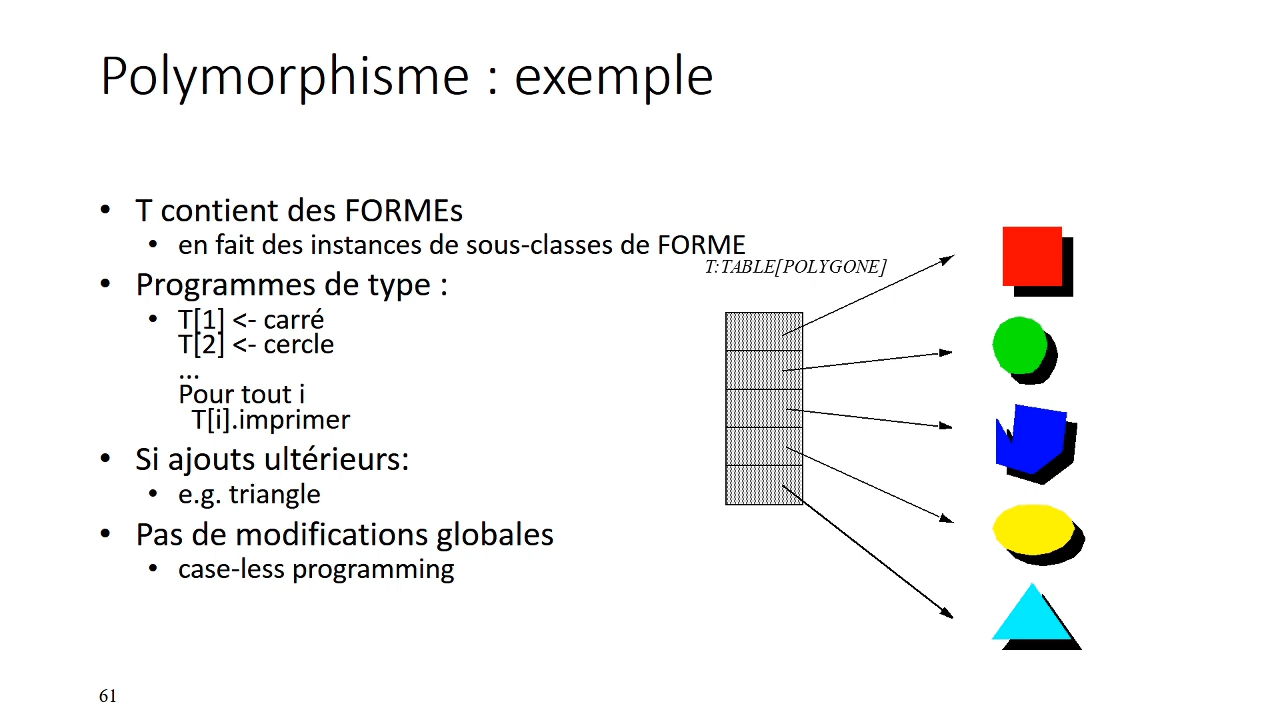 Polymorphisme : exemple
• T contient des FORMEs
• en fait des instances de sous-classes de FORME
T:TABLE[POLYGONE]
• Programmes de type :
• T[1] <- carré
T[2] <- cercle
...
Pour tout i
T[i].imprimer
• Si ajouts ultérieurs:
• e.g. triangle
• Pas de modifications globales
• case-less programming
61